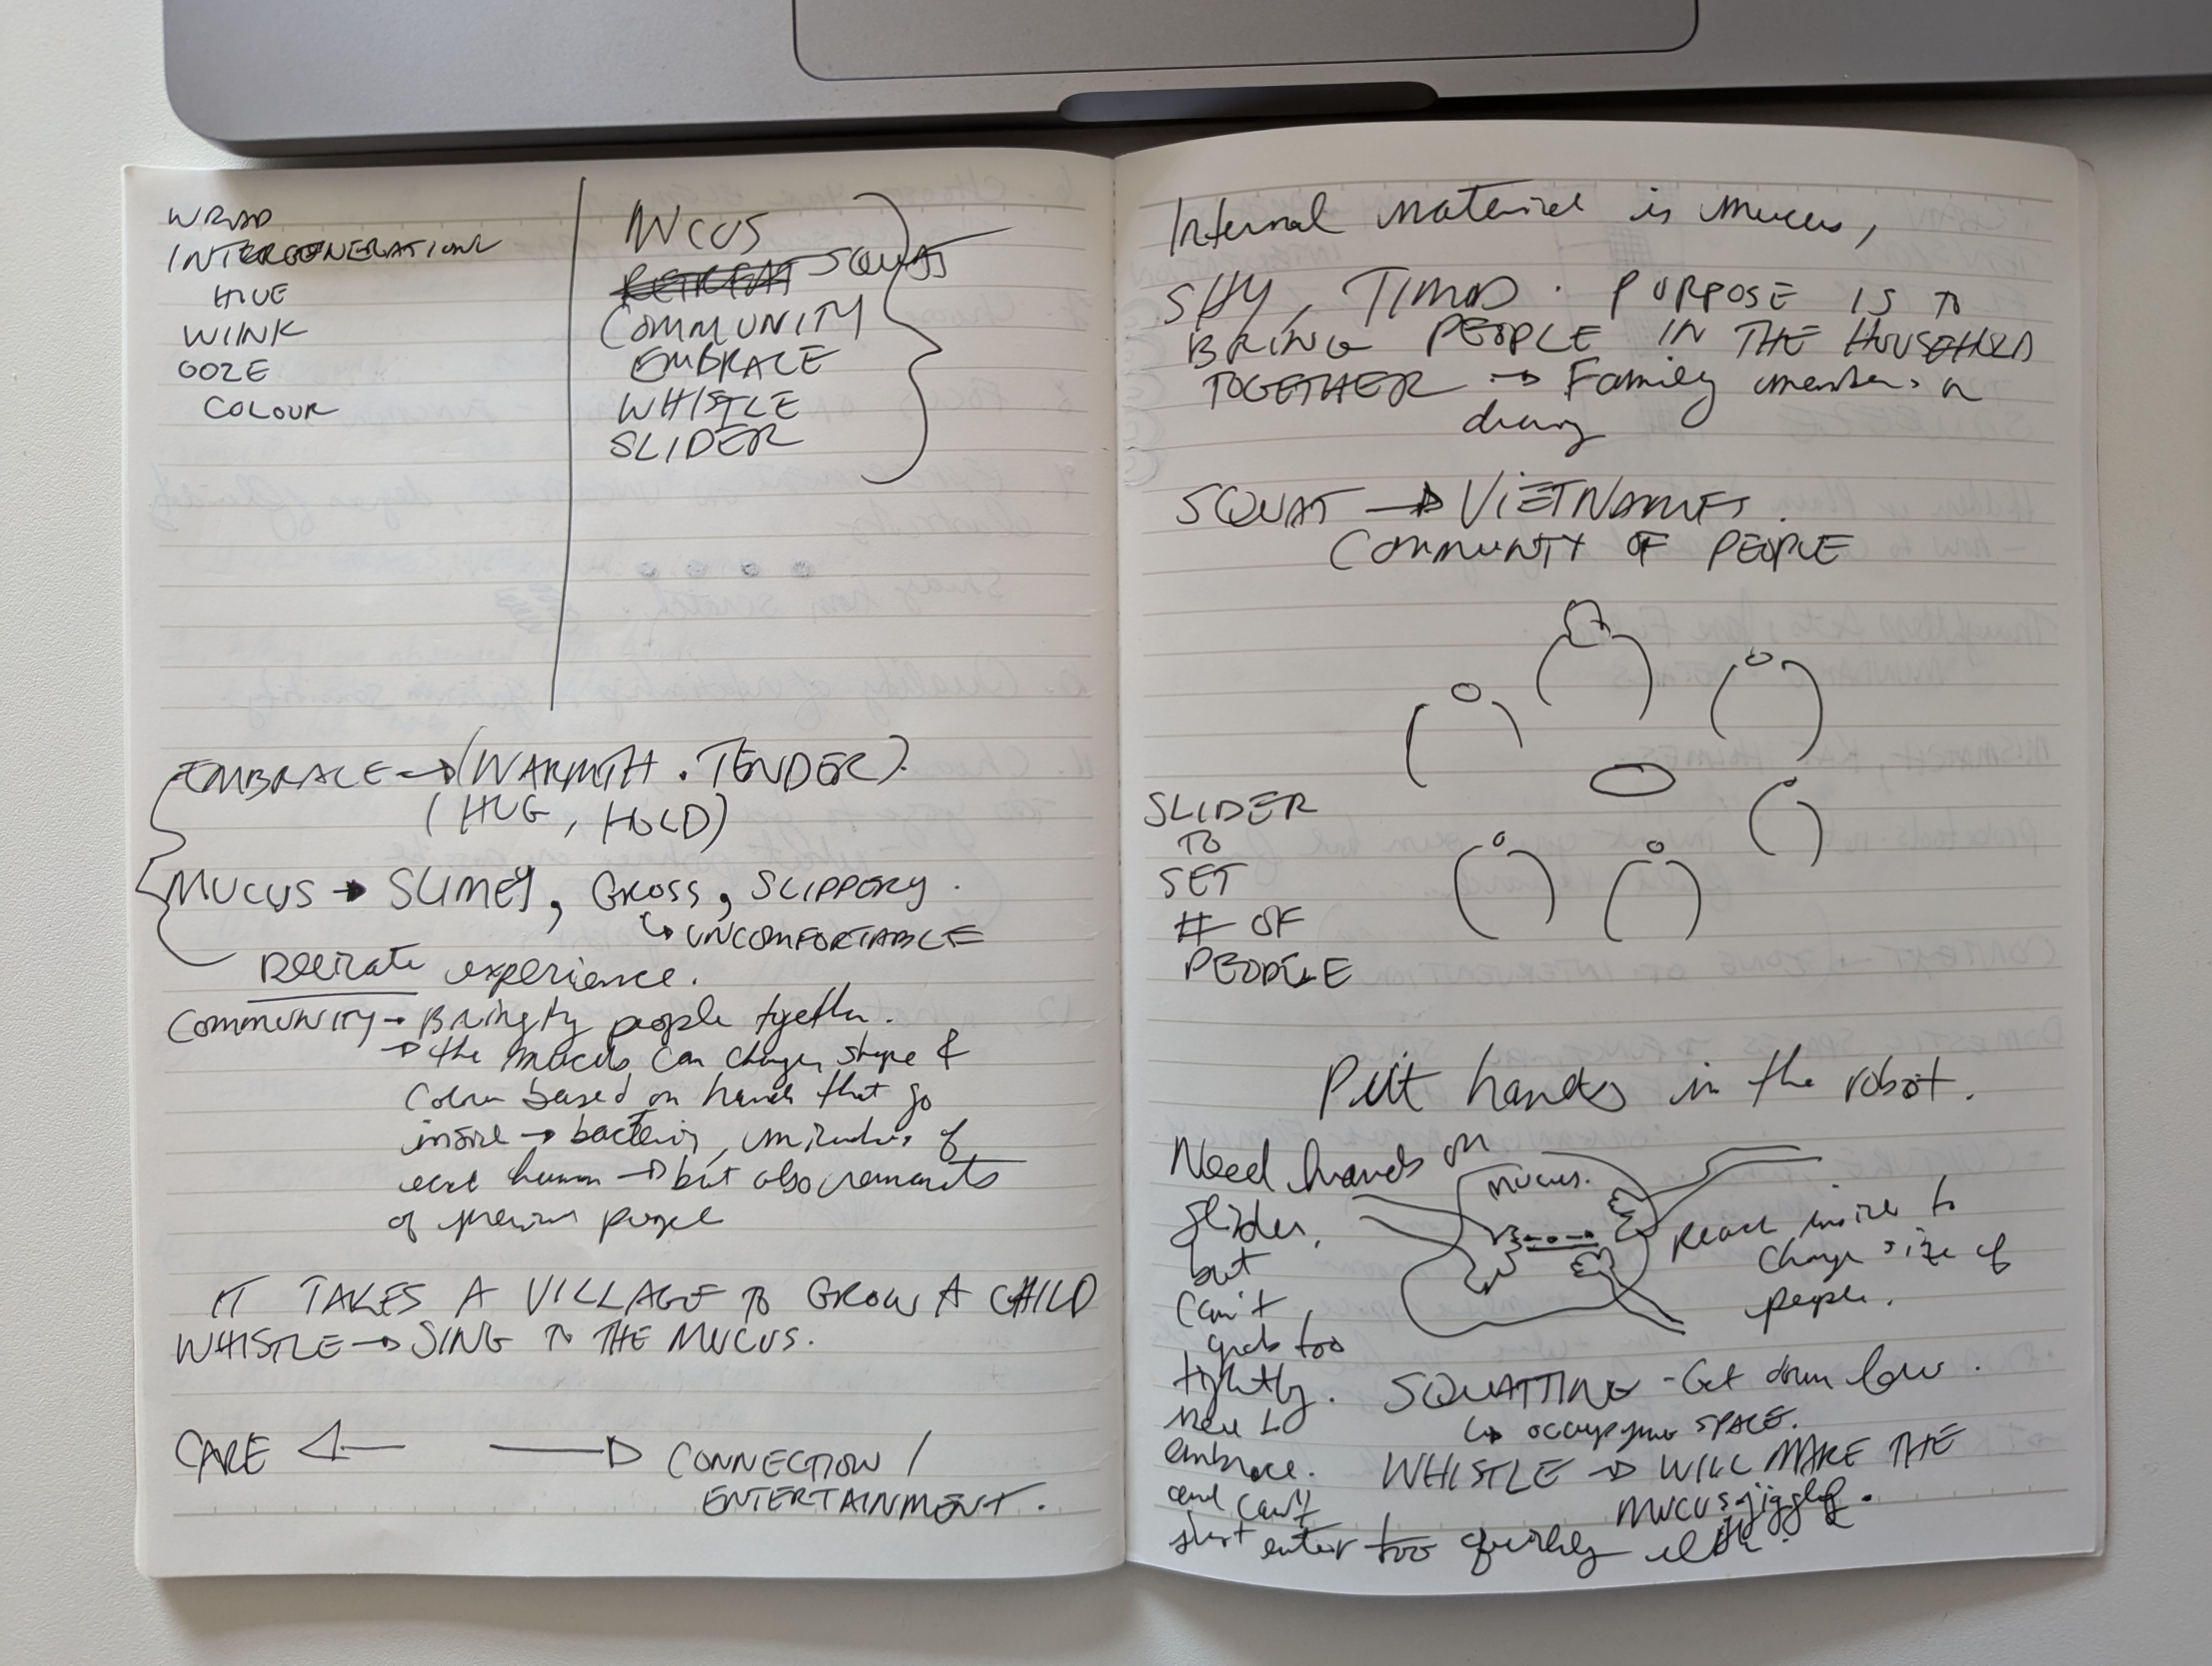 WRAP
INTERGENERATIONAL
HIVE
WINK
OOZE
COLOUR
MUCUS
RETREAT SQUAT
COMMUNITY
EMBRACE
WHISTLE
SLIDER
EMBRACE → (WARMTH. TENDER).
(HUG, HOLD)
MUCUS → SLIMEY, GROSS, SLIPPERY.
↳ UNCOMFORTABLE
Delicate experience.
COMMUNITY → Bringing people together.
→ the mucus can change shape &
colour based on hands that go
inside → bacteria, of
each human → but also remnants
of previous people
IT TAKES A VILLAGE TO GROW A CHILD
WHISTLE → SING TO THE MUCUS.
CARE ← → CONNECTION /
ENTERTAINMENT.
Internal material is mucus,
SHY, TIMID. PURPOSE IS TO
BRING PEOPLE IN THE HOUSEHOLD
TOGETHER → Family members or
SQUAT → VIETNAMESE.
COMMUNITY OF PEOPLE
SLIDER
TO
SET
# OF
PEOPLE
Put hands in the robot.
Need hands on
slider,
but
can't
grab too
tightly.
Need to
embrace.
and can't
just enter too quickly either.
mucus.
Reach inside to
change size of
people.
SQUATTING - Get down low.
↳ occupying SPACE.
WHISTLE → WILL MAKE THE
MUCUS jiggle.